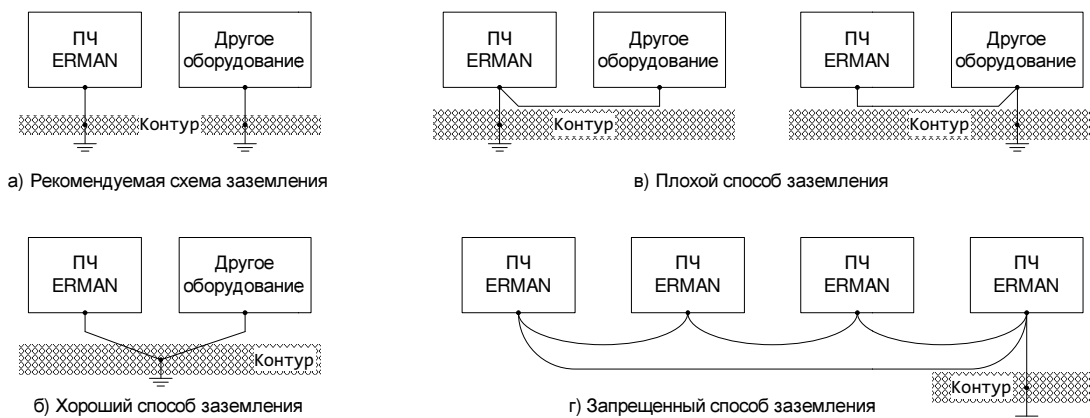 ПЧ
ERMAN
Другое
оборудование
Контур
а) Рекомендуемая схема заземления
ПЧ
ERMAN
Другое
оборудование
Контур
ПЧ
ERMAN
Другое
оборудование
Контур
в) Плохой способ заземления
ПЧ
ERMAN
Другое
оборудование
Контур
б) Хороший способ заземления
ПЧ
ERMAN
ПЧ
ERMAN
ПЧ
ERMAN
ПЧ
ERMAN
Контур
г) Запрещенный способ заземления